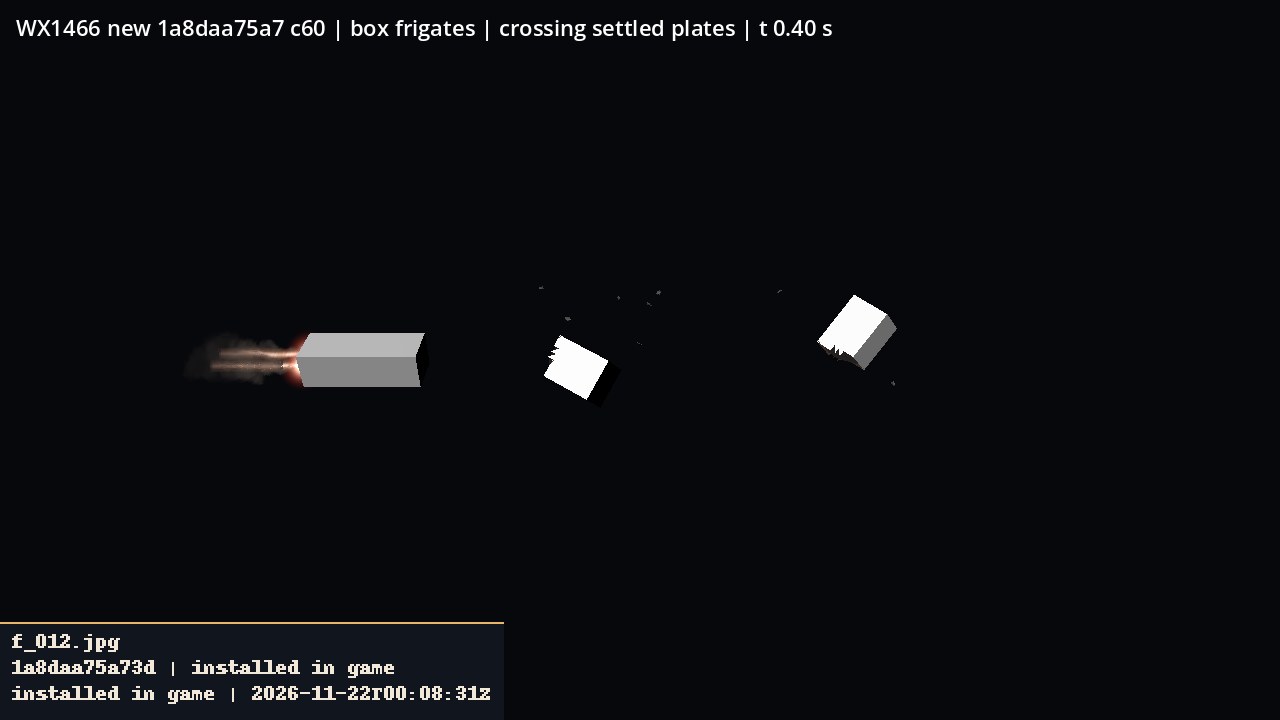 WX1466 new 1a8daa75a7 c60 | box frigates | crossing settled plates | t 0.40 s
f_012.jpg
1a8daa75a73d | installed in game
installed in game | 2026-11-22T00:08:31Z